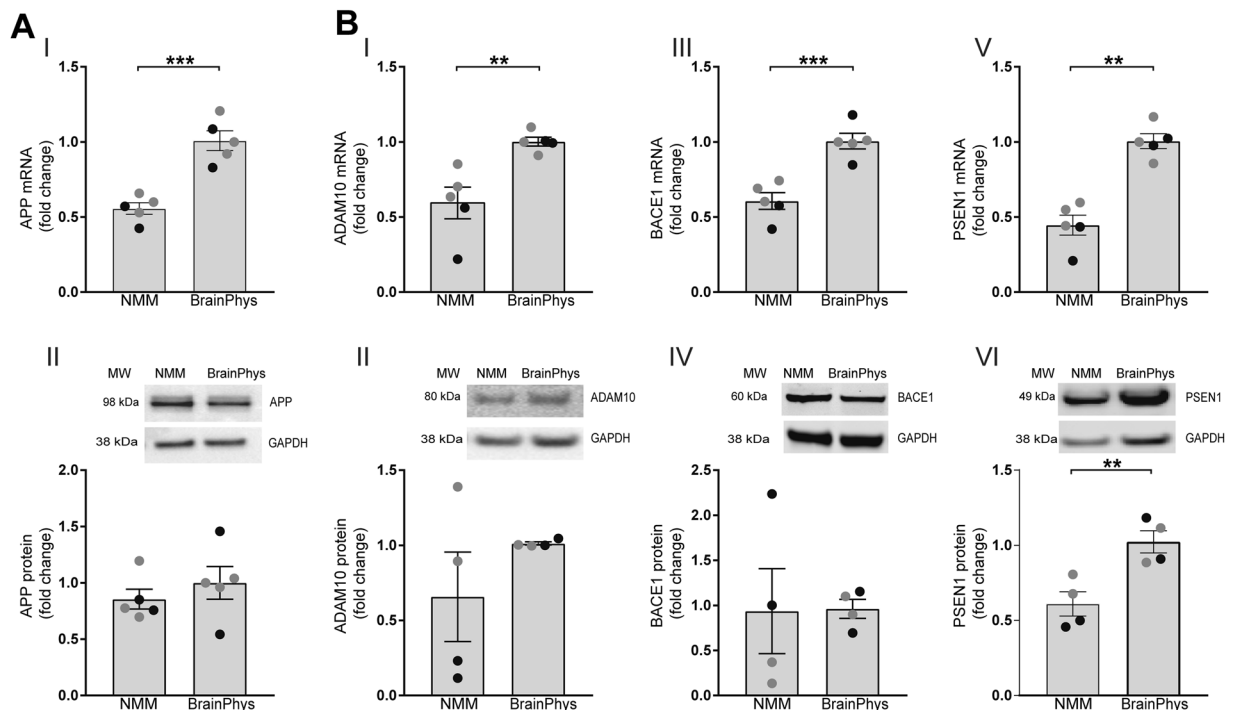 A
B
I
APP mRNA
(fold change)
1.5
1.0
0.5
0.0
***
NMM BrainPhys
I
ADAM10 mRNA
(fold change)
1.5
1.0
0.5
0.0
**
NMM BrainPhys
III
BACE1 mRNA
(fold change)
1.5
1.0
0.5
0.0
***
NMM BrainPhys
V
PSEN1 mRNA
(fold change)
1.5
1.0
0.5
0.0
**
NMM BrainPhys
II
MW NMM BrainPhys
98 kDa APP
38 kDa GAPDH
APP protein
(fold change)
2.0
1.5
1.0
0.5
0.0
NMM BrainPhys
II
MW NMM BrainPhys
80 kDa ADAM10
38 kDa GAPDH
ADAM10 protein
(fold change)
1.5
1.0
0.5
0.0
NMM BrainPhys
IV
MW NMM BrainPhys
60 kDa BACE1
38 kDa GAPDH
BACE1 protein
(fold change)
2.5
2.0
1.5
1.0
0.5
0.0
NMM BrainPhys
VI
MW NMM BrainPhys
49 kDa PSEN1
38 kDa GAPDH
PSEN1 protein
(fold change)
1.5
1.0
0.5
0.0
**
NMM BrainPhys